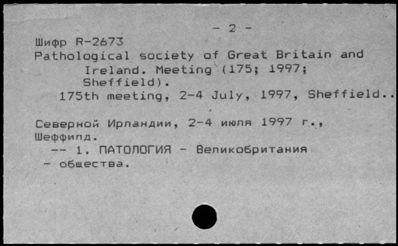 - 2 -
Шифр R-2673
Pathological society of Great Britain and
Ireland. Meeting (175; 1997;
Sheffield).
175th meeting, 2-4 July, 1997, Sheffield..
Северной Ирландии, 2-4 июля 1997 г.,
Шеффилд.
-- 1. ПАТОЛОГИЯ - Великобритания
- общества.